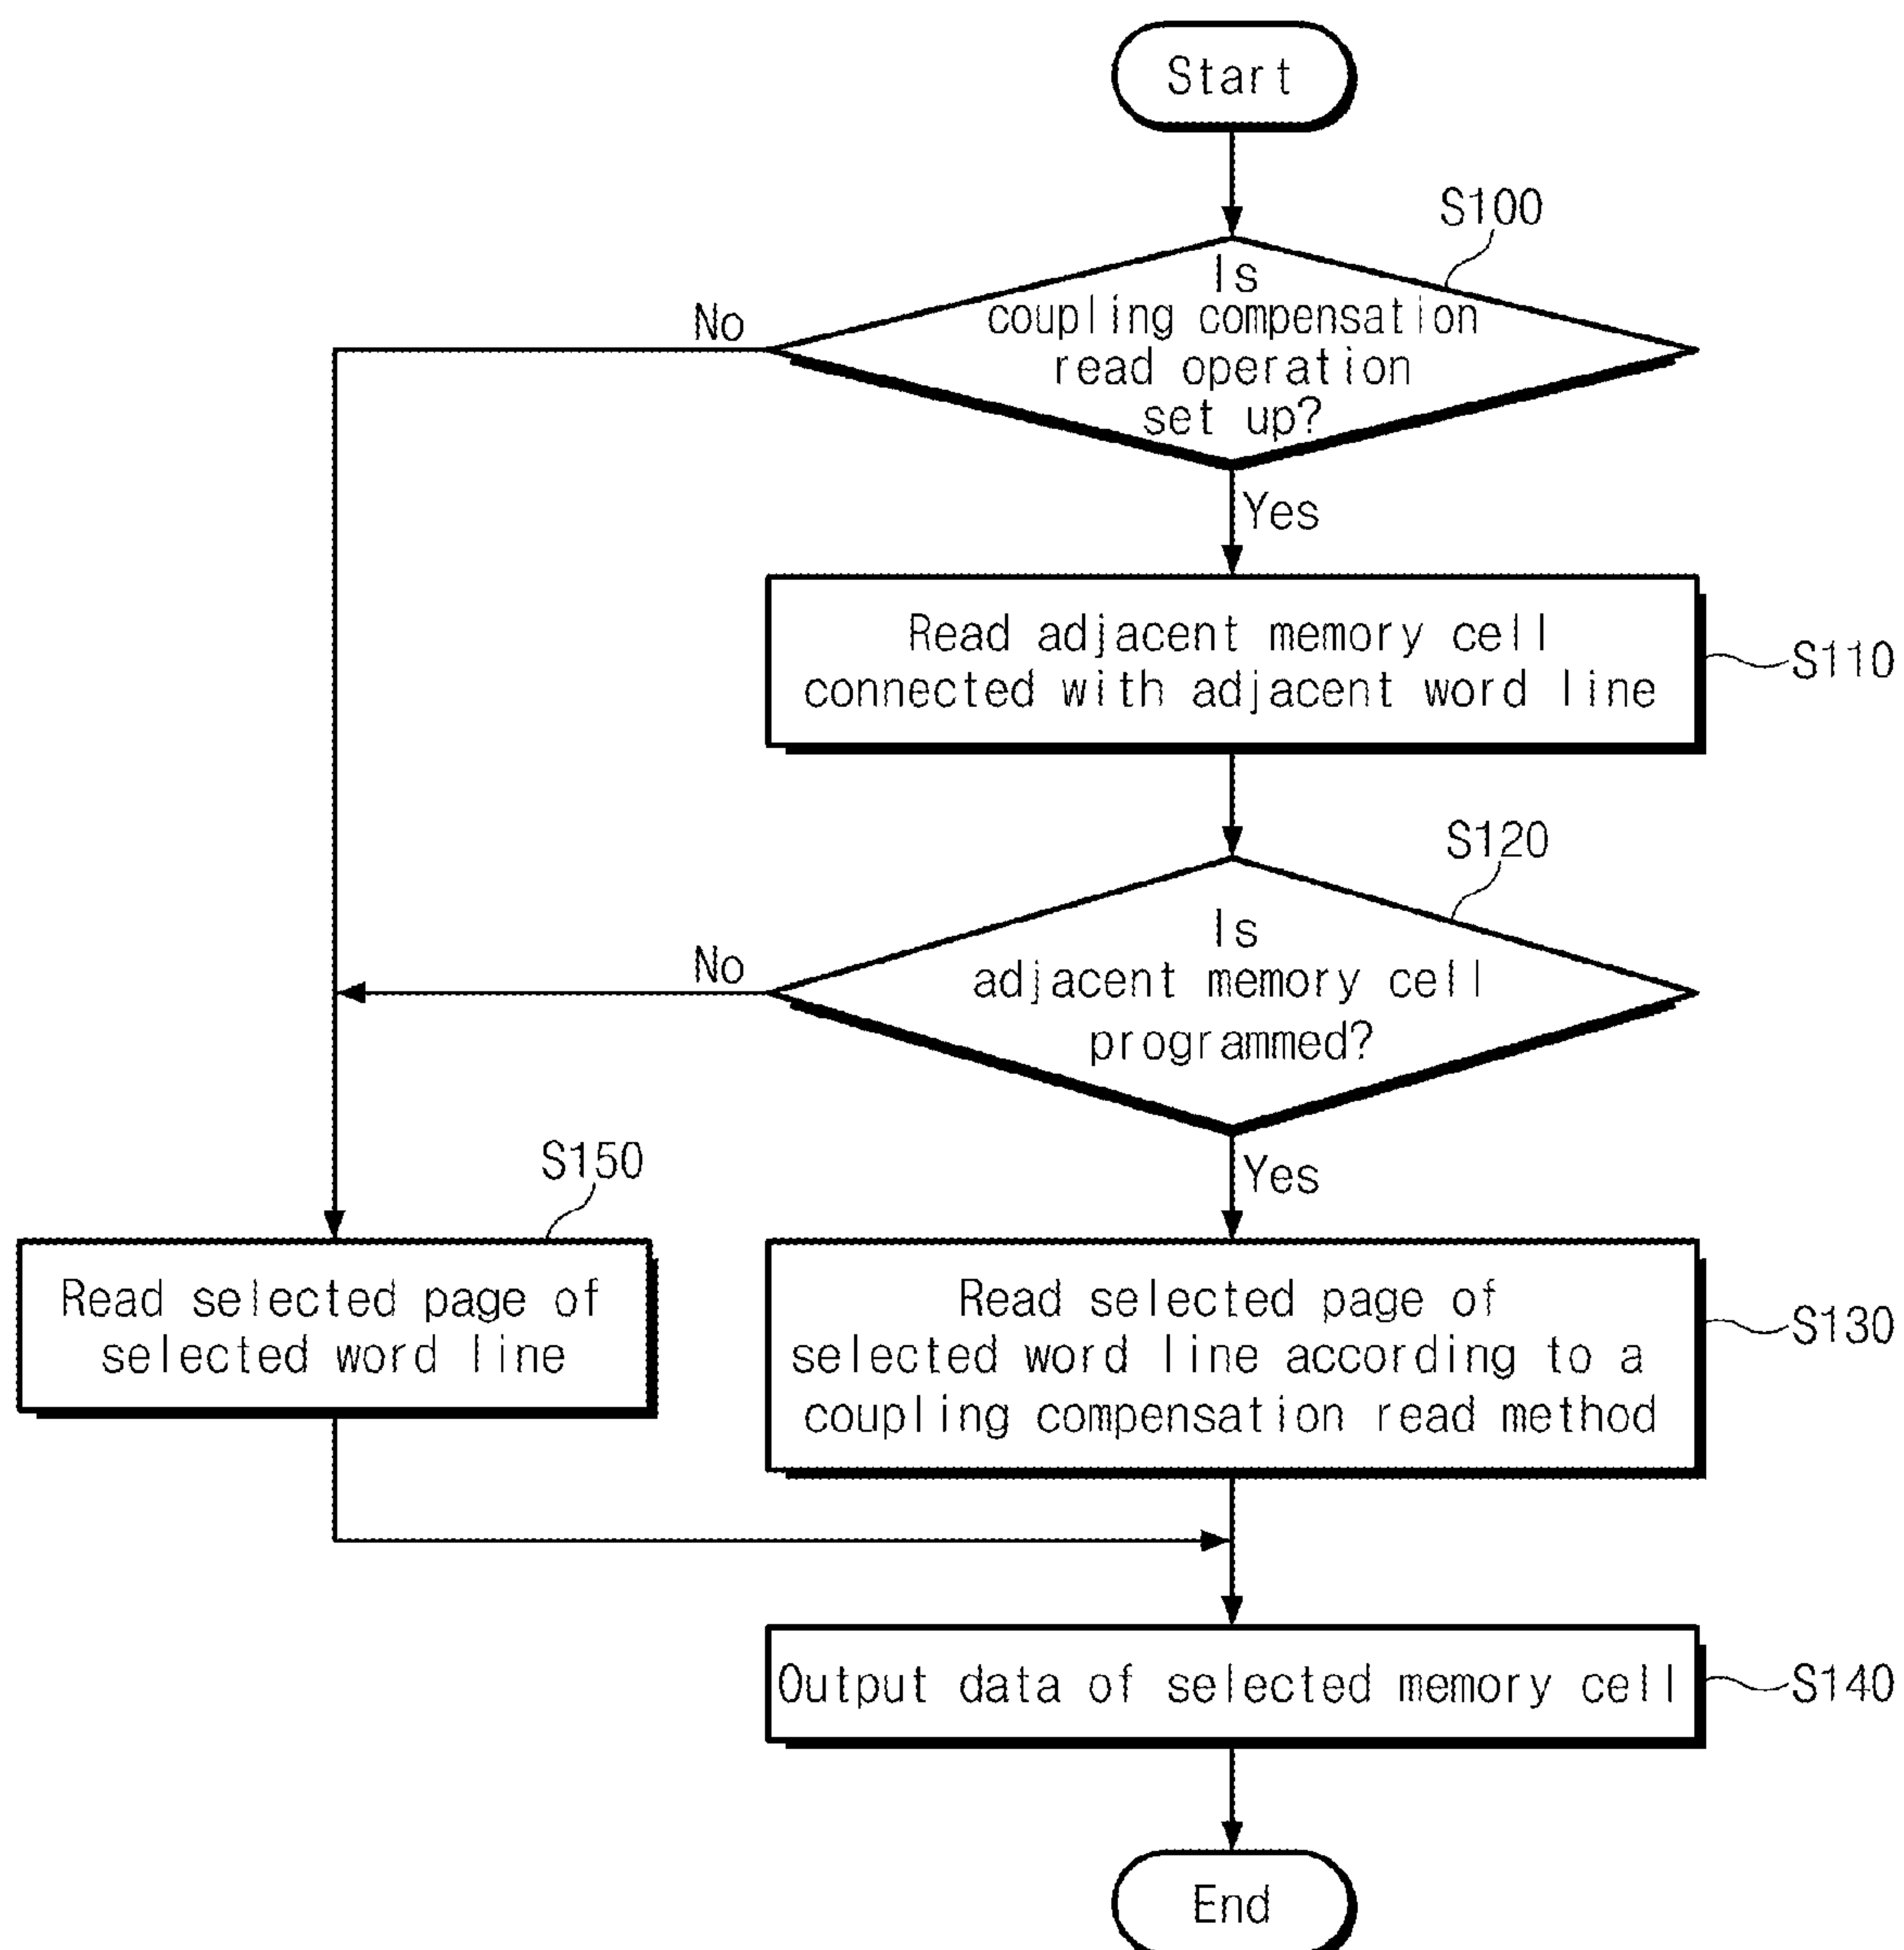 Start
S100
Is
coupling compensation
read operation
set up?
No
Yes
Read adjacent memory cell
connected with adjacent word line
S110
S120
Is
adjacent memory cell
programmed?
No
Yes
S150
Read selected page of
selected word line
Read selected page of
selected word line according to a
coupling compensation read method
S130
Output data of selected memory cell
S140
End